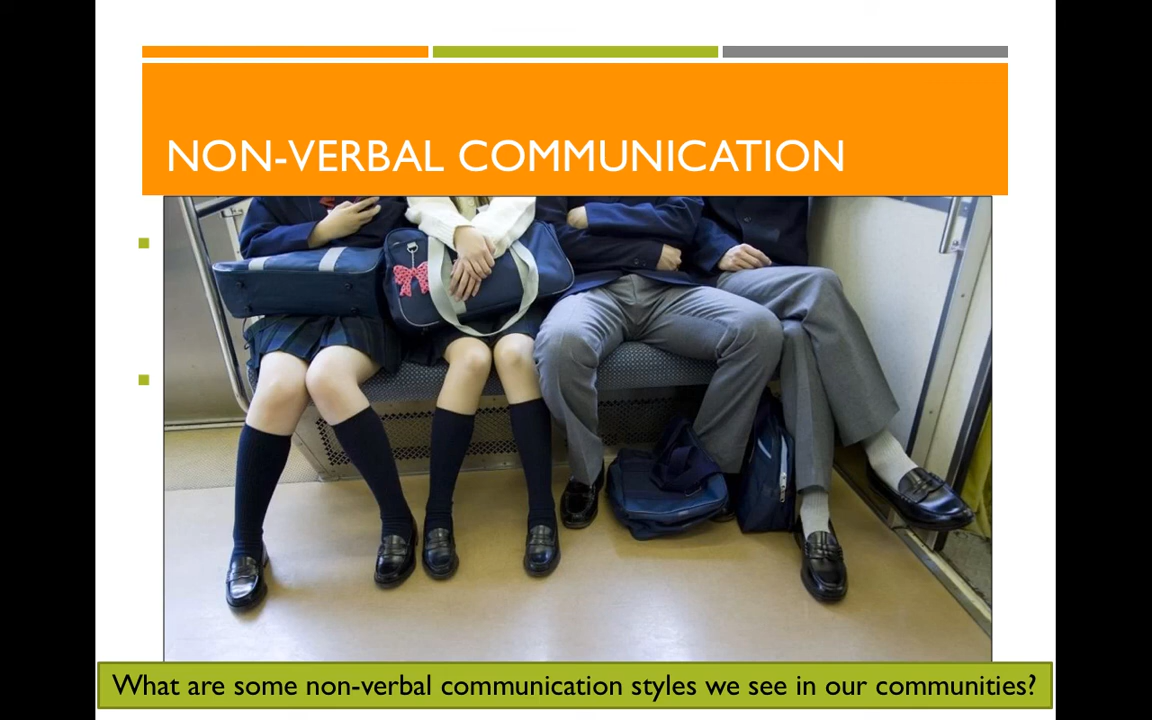 NON-VERBAL COMMUNICATION
What are some non-verbal communication styles we see in our communities?